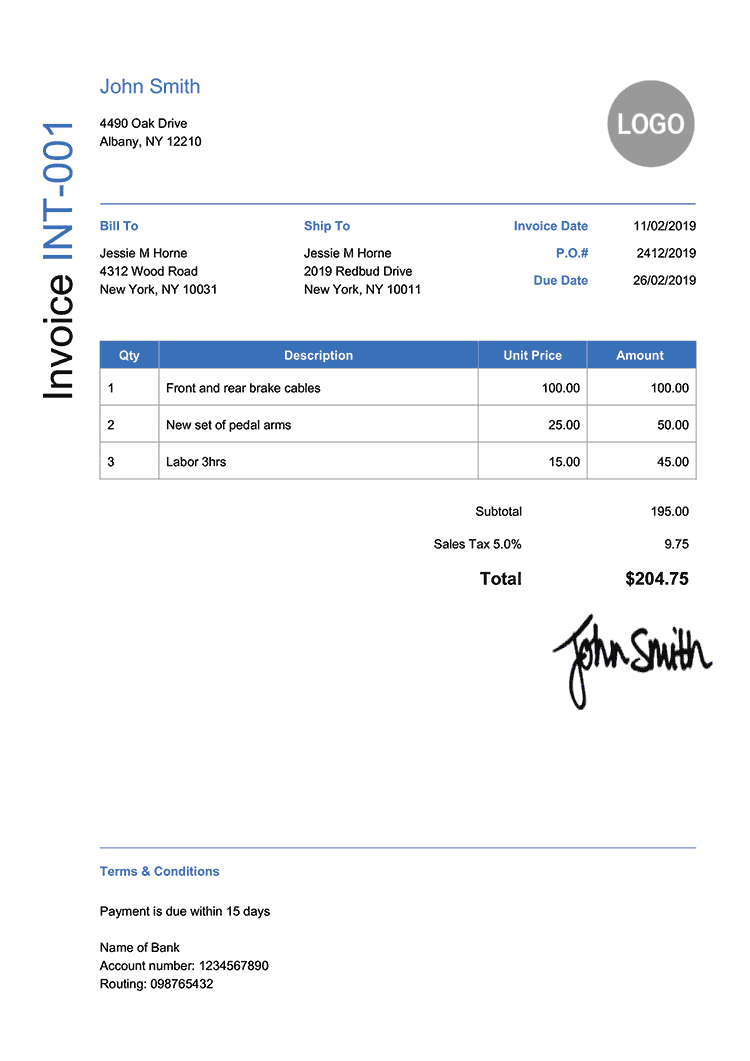 Invoice INT-001
John Smith
4490 Oak Drive
Albany, NY 12210
LOGO
Bill To
Jessie M Horne
4312 Wood Road
New York, NY 10031
Ship To
Jessie M Horne
2019 Redbud Drive
New York, NY 10011
Invoice Date 11/02/2019
P.O.# 2412/2019
Due Date 26/02/2019
Qty Description Unit Price Amount
1 Front and rear brake cables 100.00 100.00
2 New set of pedal arms 25.00 50.00
3 Labor 3hrs 15.00 45.00
Subtotal 195.00
Sales Tax 5.0% 9.75
Total $204.75
John Smith
Terms & Conditions
Payment is due within 15 days
Name of Bank
Account number: 1234567890
Routing: 098765432